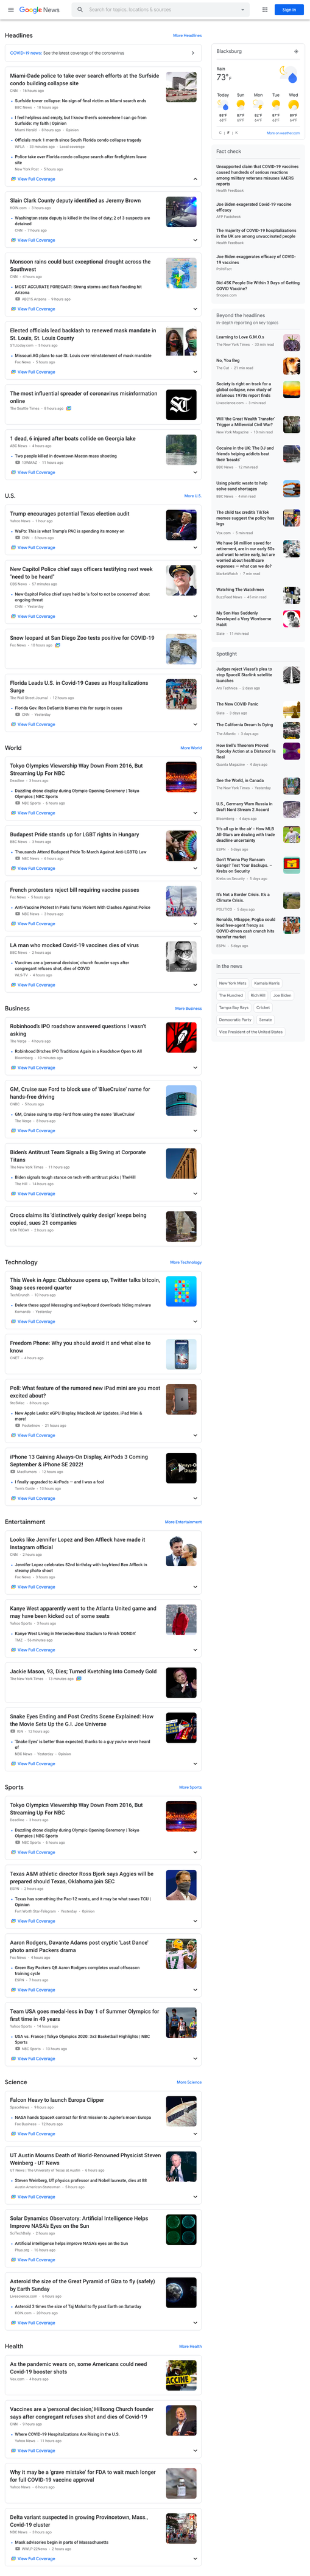 Google News
Search for topics, locations & sources
Sign in
Headlines
More Headlines
COVID-19 news: See the latest coverage of the coronavirus
Miami-Dade police to take over search efforts at the Surfside
condo building collapse site
CNN · 16 hours ago
Surfside tower collapse: No sign of final victim as Miami search ends
BBC News · 18 hours ago
I feel helpless and empty, but I know there's somewhere I can go from
Surfside: my faith | Opinion
Miami Herald · 6 hours ago · Opinion
Officials mark 1 month since South Florida condo collapse tragedy
WPLG · 33 minutes ago · Local coverage
Police take over Florida condo collapse search after firefighters leave
site
New York Post · 5 hours ago
View Full Coverage
Slain Clark County deputy identified as Jeremy Brown
KOIN.com · 3 hours ago
Washington state deputy is killed in the line of duty; 2 of 3 suspects are
detained
CNN · 7 hours ago
View Full Coverage
Monsoon rains could bust exceptional drought across the
Southwest
CNN · 4 hours ago
MOST ACCURATE FORECAST: Strong storms and flash flooding hit
Arizona
ABC15 Arizona · 9 hours ago
View Full Coverage
Elected officials lead backlash to renewed mask mandate in
St. Louis, St. Louis County
STLtoday.com · 5 hours ago
Missouri AG plans to sue St. Louis over reinstatement of mask mandate
Fox News · 5 hours ago
View Full Coverage
The most influential spreader of coronavirus misinformation
online
The Seattle Times · 8 hours ago
1 dead, 6 injured after boats collide on Georgia lake
ABC News · 4 hours ago
Two people killed in downtown Macon mass shooting
13WMAZ · 11 hours ago
View Full Coverage
U.S.
More U.S.
Trump encourages potential Texas election audit
Yahoo News · 1 hour ago
WaPo: This is what Trump's PAC is spending its money on
CNN · 4 hours ago
View Full Coverage
New Capitol Police chief says officers testifying next week
"need to be heard"
CBS News · 57 minutes ago
New Capitol Police chief says he'd be 'a fool to not be concerned' about
ongoing threat
CNN · Yesterday
View Full Coverage
Snow leopard at San Diego Zoo tests positive for COVID-19
Fox News · 10 hours ago
Florida Leads U.S. in Covid-19 Cases as Hospitalizations
Surge
The Wall Street Journal · 12 hours ago
Florida Gov. Ron DeSantis blames this for surge in cases
CNN · Yesterday
View Full Coverage
World
More World
Tokyo Olympics Viewership Way Down From 2016, But
Streaming Up For NBC
Deadline · 3 hours ago
Dazzling drone display during Olympic Opening Ceremony | Tokyo
Olympics | NBC Sports
NBC Sports · 6 hours ago
View Full Coverage
Budapest Pride stands up for LGBT rights in Hungary
BBC News · 3 hours ago
Thousands Attend Budapest Pride To March Against Anti-LGBTQ Law
NBC News · 4 hours ago
View Full Coverage
French protesters reject bill requiring vaccine passes
Fox News · 5 hours ago
Anti-Vaccine Protest In Paris Turns Violent With Clashes Against Police
NBC News · 3 hours ago
View Full Coverage
LA man who mocked Covid-19 vaccines dies of virus
BBC News · 2 hours ago
Vaccines are a 'personal decision,' church founder says after
congregant refuses shot, dies of COVID
WJLX-TV · 4 hours ago
View Full Coverage
Business
More Business
Robinhood's IPO roadshow answered questions I wasn't
asking
The Verge · 4 hours ago
Robinhood Ditches IPO Traditions Again in a Roadshow Open to All
Bloomberg · 16 minutes ago
View Full Coverage
GM, Cruise sue Ford to block use of 'BlueCruise' name for
hands-free driving
CNBC · 5 hours ago
GM, Cruise suing to stop Ford from using the name 'BlueCruise'
The Verge · 8 hours ago
View Full Coverage
Biden's Antitrust Team Signals a Big Swing at Corporate
Titans
The New York Times · 11 hours ago
Biden signals tough stance on tech with antitrust picks | TheHill
The Hill · 14 hours ago
View Full Coverage
Crocs claims its 'distinctively quirky design' keeps being
copied, sues 21 companies
USA TODAY · 2 hours ago
Technology
More Technology
This Week in Apps: Clubhouse opens up, Twitter talks bitcoin,
Snap sees record quarter
TechCrunch · 10 hours ago
Delete these apps! Messaging and keyboard downloads hiding malware
Komando · Yesterday
View Full Coverage
Freedom Phone: Why you should avoid it and what else to
know
CNET · 4 hours ago
Poll: What feature of the rumored new iPad mini are you most
excited about?
9to5Mac · 8 hours ago
New Apple Leaks: eGPU Display, MacBook Air Updates, iPad Mini &
more!
Pocketnow · 21 hours ago
View Full Coverage
iPhone 13 Gaining Always-On Display, AirPods 3 Coming
September & iPhone SE 2022!
MacRumors · 12 hours ago
I finally upgraded to AirPods — and I was a fool
Tom's Guide · 10 hours ago
View Full Coverage
Entertainment
More Entertainment
Looks like Jennifer Lopez and Ben Affleck have made it
Instagram official
CNN · 2 hours ago
Jennifer Lopez celebrates 52nd birthday with boyfriend Ben Affleck in
steamy photo shoot
Fox News · 3 hours ago
View Full Coverage
Kanye West apparently went to the Atlanta United game and
may have been kicked out of some seats
Yahoo Sports · 3 hours ago
Kanye West Living in Mercedes-Benz Stadium to Finish 'DONDA'
TMZ · 56 minutes ago
View Full Coverage
Jackie Mason, 93, Dies; Turned Kvetching Into Comedy Gold
The New York Times · 13 minutes ago
Snake Eyes Ending and Post Credits Scene Explained: How
the Movie Sets Up the G.I. Joe Universe
IGN · 12 hours ago
'Snake Eyes' is better than expected, thanks to a guy you've never heard
of
NBC News · Yesterday · Opinion
View Full Coverage
Sports
More Sports
Tokyo Olympics Viewership Way Down From 2016, But
Streaming Up For NBC
Deadline · 3 hours ago
Dazzling drone display during Olympic Opening Ceremony | Tokyo
Olympics | NBC Sports
NBC Sports · 6 hours ago
View Full Coverage
Texas A&M athletic director Ross Bjork says Aggies will be
prepared should Texas, Oklahoma join SEC
ESPN · 2 hours ago
Texas has something the Pac-12 wants, and it may be what saves TCU |
Opinion
Fort Worth Star-Telegram · Yesterday · Opinion
View Full Coverage
Aaron Rodgers, Davante Adams post cryptic 'Last Dance'
photo amid Packers drama
Fox News · 4 hours ago
Green Bay Packers QB Aaron Rodgers completes usual offseason
training cycle
ESPN · 7 hours ago
View Full Coverage
Team USA goes medal-less in Day 1 of Summer Olympics for
first time in 49 years
Yahoo Sports · 14 hours ago
USA vs. France | Tokyo Olympics 2020: 3x3 Basketball Highlights | NBC
Sports
NBC Sports · 13 hours ago
View Full Coverage
Science
More Science
Falcon Heavy to launch Europa Clipper
SpaceNews · 9 hours ago
NASA hands SpaceX contract for first mission to Jupiter's moon Europa
Fox Business · 10 hours ago
View Full Coverage
UT Austin Mourns Death of World-Renowned Physicist Steven
Weinberg - UT News
UT News | The University of Texas at Austin · 5 hours ago
Steven Weinberg, UT physics professor and Nobel laureate, dies at 88
Austin American-Statesman · 5 hours ago
View Full Coverage
Solar Dynamics Observatory: Artificial Intelligence Helps
Improve NASA's Eyes on the Sun
SciTechDaily · 3 hours ago
Artificial intelligence helps improve NASA's eyes on the Sun
Phys.org · 16 hours ago
View Full Coverage
Asteroid the size of the Great Pyramid of Giza to fly (safely)
by Earth Sunday
Livescience.com · 6 hours ago
Asteroid 3 times the size of Taj Mahal to fly past Earth on Saturday
KOIN.com · 20 hours ago
View Full Coverage
Health
More Health
As the pandemic wears on, some Americans could need
Covid-19 booster shots
Vox.com · 4 hours ago
Vaccines are a 'personal decision,' Hillsong Church founder
says after congregant refuses shot and dies of Covid-19
CNN · 5 hours ago
Where COVID-19 Hospitalizations Are Rising in the U.S.
Yahoo News · 11 hours ago
View Full Coverage
Why it may be a 'grave mistake' for FDA to wait much longer
for full COVID-19 vaccine approval
Yahoo News · 6 hours ago
Delta variant suspected in growing Provincetown, Mass.,
Covid-19 cluster
NBC News · 3 hours ago
Mask advisories begin in parts of Massachusetts
WWLP-22News · 2 hours ago
View Full Coverage
Blacksburg
Rain
73°F
Today Sun Mon Tue Wed
C | F | K
More on weather.com
Fact check
Unsupported claim that COVID-19 vaccines
caused hundreds of serious reactions
among military veterans misuses VAERS
reports
Health Feedback
Joe Biden exagerated Covid-19 vaccine
efficacy
AFP Factcheck
The majority of COVID-19 hospitalizations
in the UK are among unvaccinated people
Health Feedback
Joe Biden exaggerates efficacy of COVID-
19 vaccines
PolitiFact
Did 45K People Die Within 3 Days of Getting
COVID Vaccine?
Snopes.com
Beyond the headlines
In-depth reporting on key topics
Learning to Love G.M.O.s
The New York Times · 33 min read
No, You Beg
The Cut · 21 min read
Society is right on track for a
global collapse, new study of
infamous 1970s report finds
Livescience.com · 3 min read
Will 'the Great Wealth Transfer'
Trigger a Millennial Civil War?
New York Magazine · 10 min read
Cocaine in the UK: The DJ and
friends helping addicts beat
their 'beasts'
BBC News · 12 min read
Using plastic waste to help
solve sand shortages
BBC News · 4 min read
The child tax credit's TikTok
memes suggest the policy has
legs
Vox.com · 5 min read
We have $8 million saved for
retirement, are in our early 50s
and want to retire early, but are
worried about healthcare
expenses — what can we do?
MarketWatch · 7 min read
Watching The Watchmen
BuzzFeed News · 40 min read
My Son Has Suddenly
Developed a Very Worrisome
Habit
Slate · 11 min read
Spotlight
Judges reject Viasat's plea to
stop SpaceX Starlink satellite
launches
Ars Technica · 2 days ago
The New COVID Panic
Slate · 2 days ago
The California Dream Is Dying
The Atlantic · 3 days ago
How Bell's Theorem Proved
'Spooky Action at a Distance' Is
Real
Quanta Magazine · 4 days ago
See the World, in Canada
The New York Times · Yesterday
U.S., Germany Warn Russia in
Draft Nord Stream 2 Accord
Bloomberg · 4 days ago
'It's all up in the air' - How MLB
All-Stars are dealing with trade
deadline uncertainty
ESPN · 5 days ago
Don't Wanna Pay Ransom
Gangs? Test Your Backups. –
Krebs on Security
Krebs on Security · 5 days ago
It's Not a Border Crisis. It's a
Climate Crisis.
POLITICO · 5 days ago
Ronaldo, Mbappe, Pogba could
lead free-agent frenzy as
COVID-driven cash crunch hits
transfer market
ESPN · 5 days ago
In the news
New York Mets
Kamala Harris
The Hundred
Rich Hill
Joe Biden
Tampa Bay Rays
Cricket
Democratic Party
Senate
Vice President of the United States